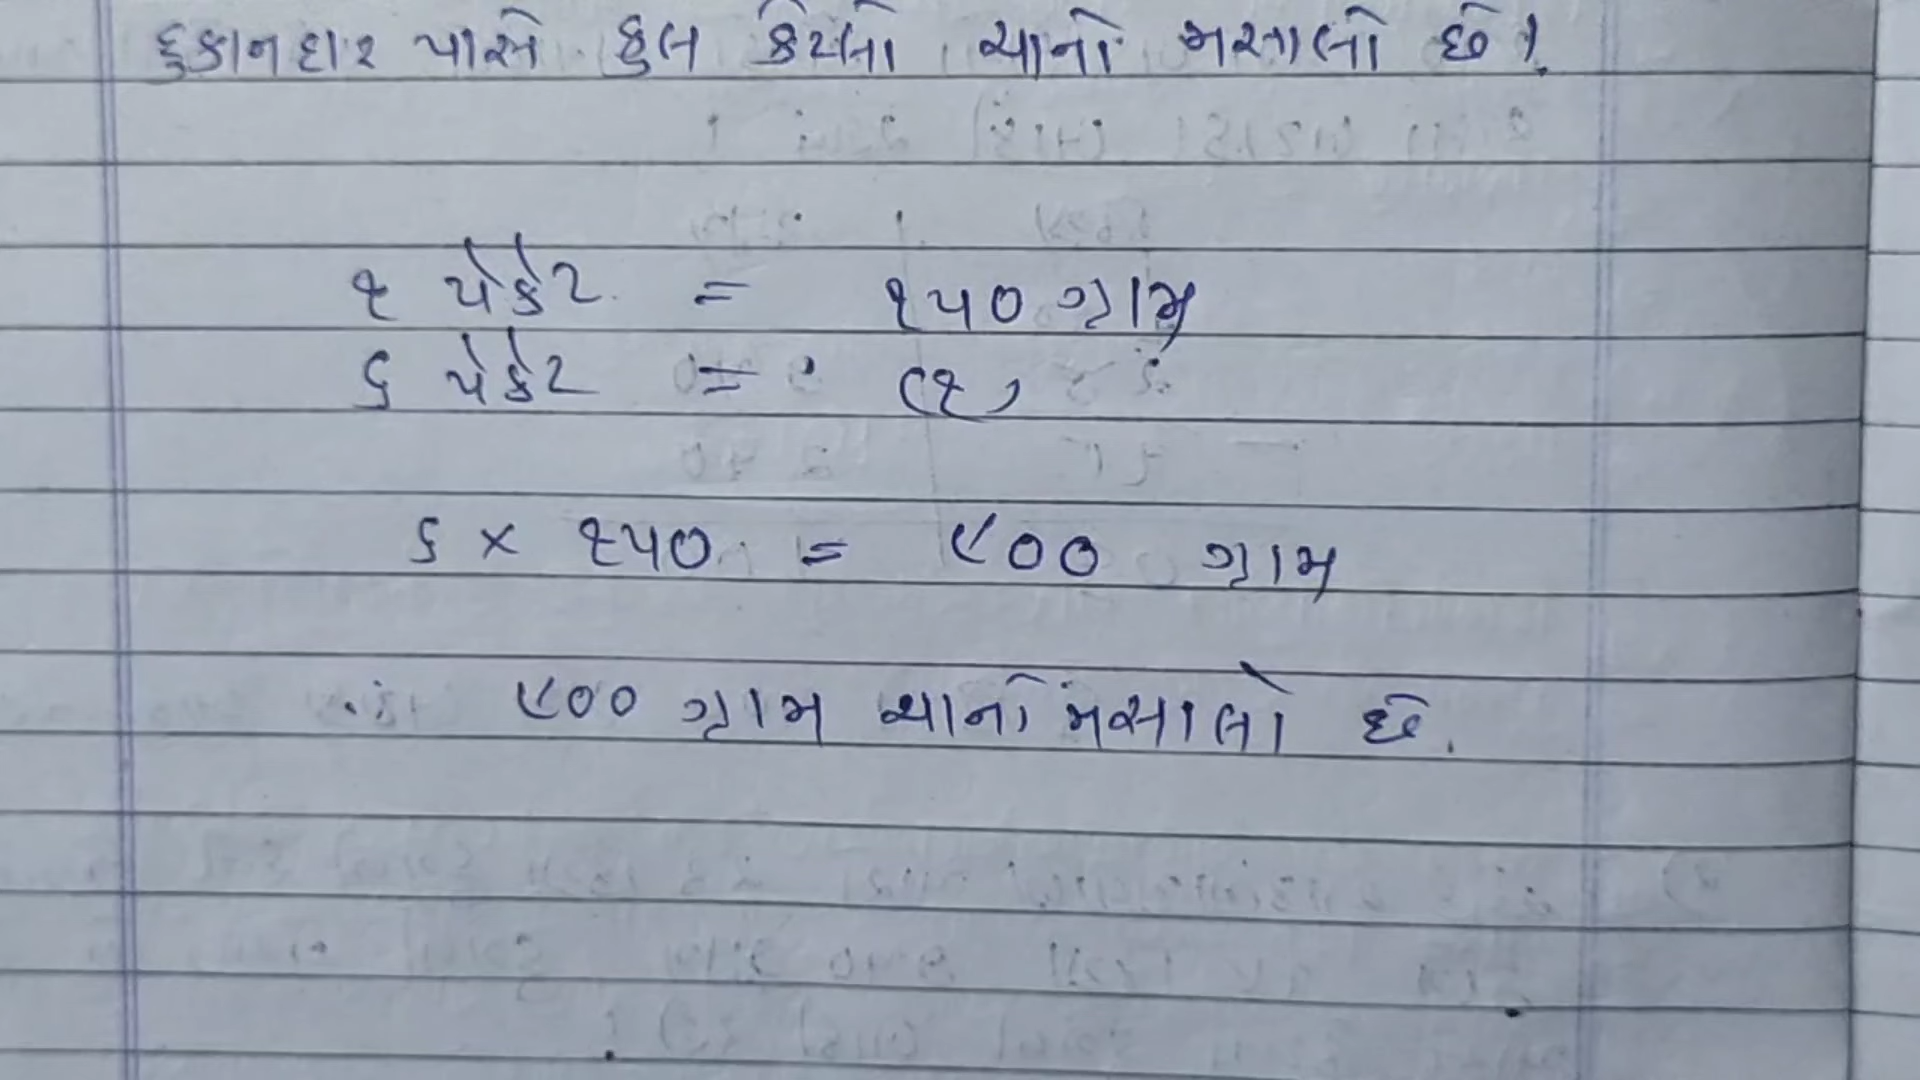 દુકાનદાર પાસે કુલ કેટલો ચાનો મસાલો છે?
૧ પેકેટ = ૧૫૦ ગ્રામ
૬ પેકેટ = (?)
૬ × ૧૫૦ = ૯૦૦ ગ્રામ
૯૦૦ ગ્રામ ચાનો મસાલો છે.